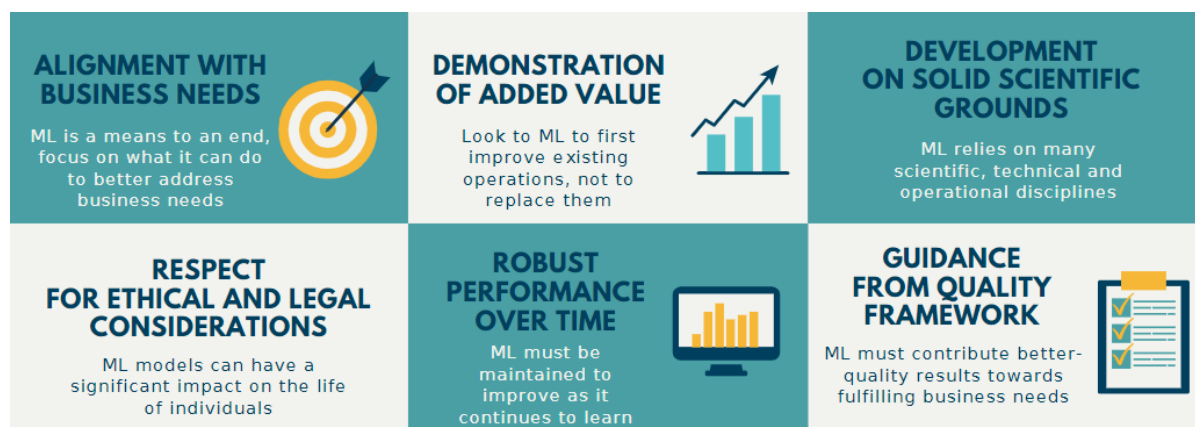 ALIGNMENT WITH
BUSINESS NEEDS
ML is a means to an end,
focus on what it can do
to better address
business needs
DEMONSTRATION
OF ADDED VALUE
Look to ML to first
improve existing
operations, not to
replace them
DEVELOPMENT
ON SOLID SCIENTIFIC
GROUNDS
ML relies on many
scientific, technical and
operational disciplines
RESPECT
FOR ETHICAL AND LEGAL
CONSIDERATIONS
ML models can have a
significant impact on the life
of individuals
ROBUST
PERFORMANCE
OVER TIME
ML must be
maintained to
improve as it
continues to learn
GUIDANCE
FROM QUALITY
FRAMEWORK
ML must contribute better-
quality results towards
fulfilling business needs